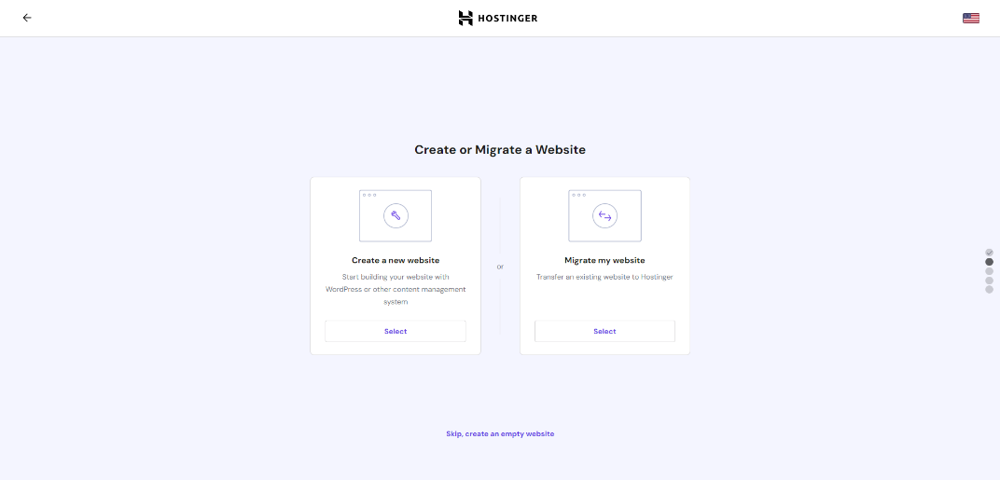 HOSTINGER
Create or Migrate a Website
Create a new website
Start building your website with
WordPress or other content management
system
Select
or
Migrate my website
Transfer an existing website to Hostinger
Select
Skip, create an empty website